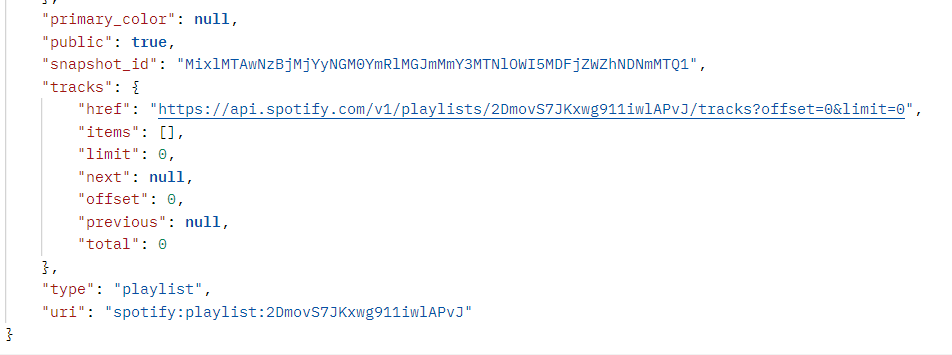 },
"primary_color": null,
"public": true,
"snapshot_id": "MixlMTAwNzBjMjYyNGM0YmRlMGJmMmY3MTNlOWI5MDFjZWZhNDNmMTQ1",
"tracks": {
"href": "https://api.spotify.com/v1/playlists/2DmovS7JKxwg911iwlAPvJ/tracks?offset=0&limit=0",
"items": [],
"limit": 0,
"next": null,
"offset": 0,
"previous": null,
"total": 0
},
"type": "playlist",
"uri": "spotify:playlist:2DmovS7JKxwg911iwlAPvJ"
}